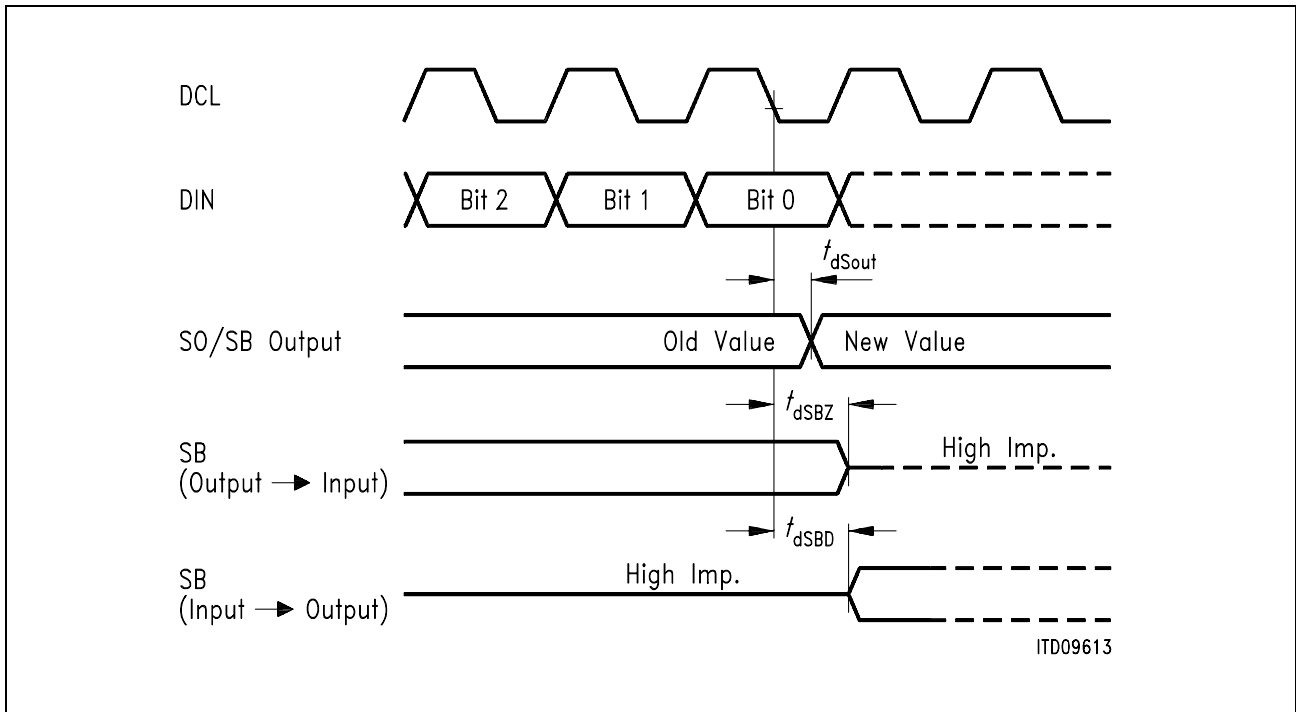 DCL
DIN
Bit 2
Bit 1
Bit 0
tdSout
SO/SB Output
Old Value
New Value
tdSBZ
SB
(Output → Input)
High Imp.
tdSBD
SB
(Input → Output)
High Imp.
ITD09613